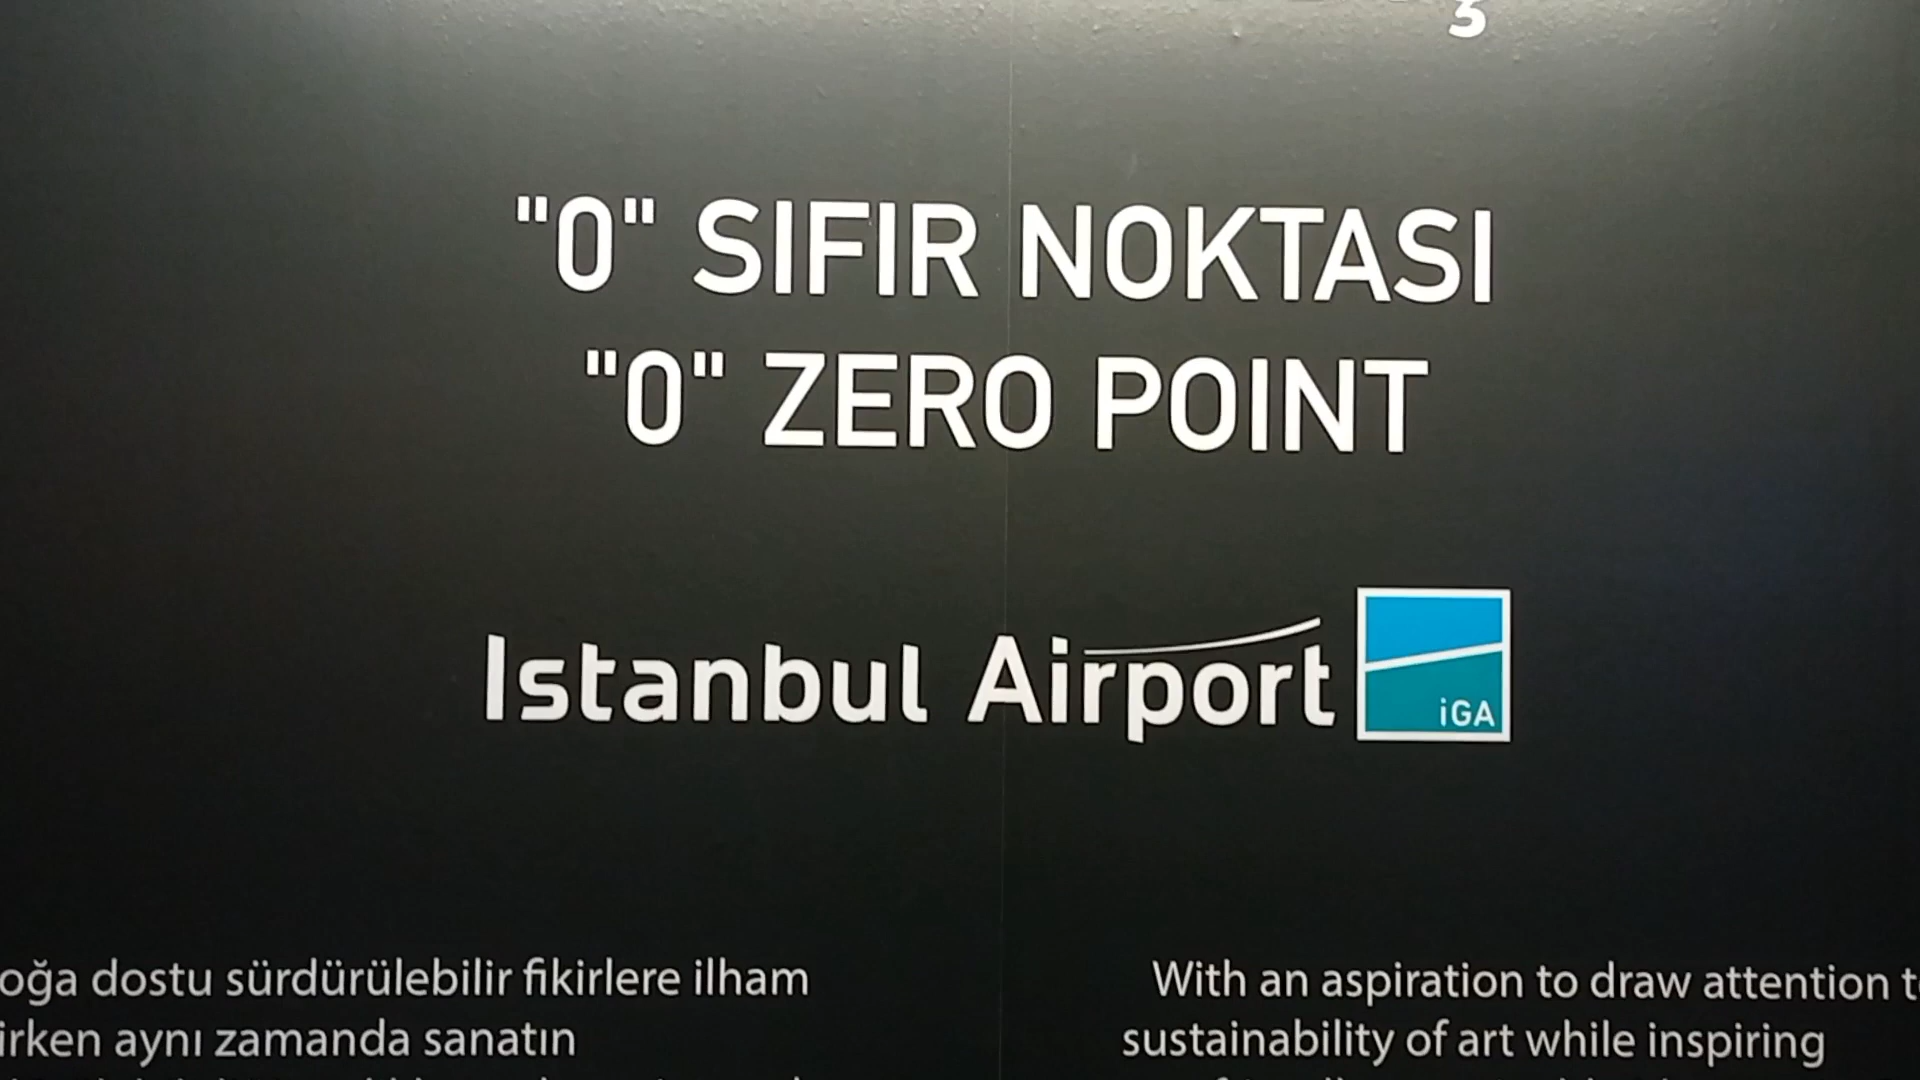 "0" SIFIR NOKTASI
"0" ZERO POINT
Istanbul Airport
iGA
oğa dostu sürdürülebilir fikirlere ilham
irken aynı zamanda sanatın
With an aspiration to draw attention t
sustainability of art while inspiring